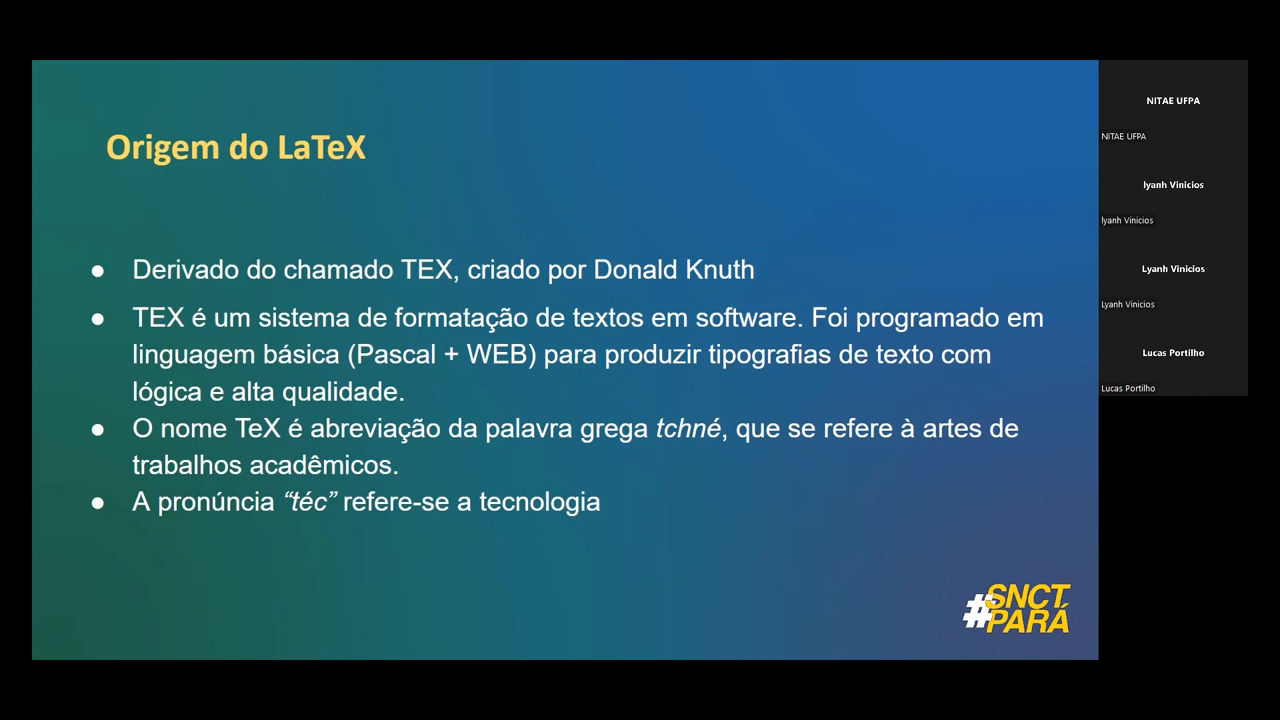 Origem do LaTeX
● Derivado do chamado TEX, criado por Donald Knuth
● TEX é um sistema de formatação de textos em software. Foi programado em
linguagem básica (Pascal + WEB) para produzir tipografias de texto com
lógica e alta qualidade.
● O nome TeX é abreviação da palavra grega tchné, que se refere à artes de
trabalhos acadêmicos.
● A pronúncia “téc” refere-se a tecnologia
#SNCT
PARÁ
NITAE UFPA
NITAE UFPA
lyanh Vinicios
lyanh Vinicios
Lyanh Vinicios
Lyanh Vinicios
Lucas Portilho
Lucas Portilho